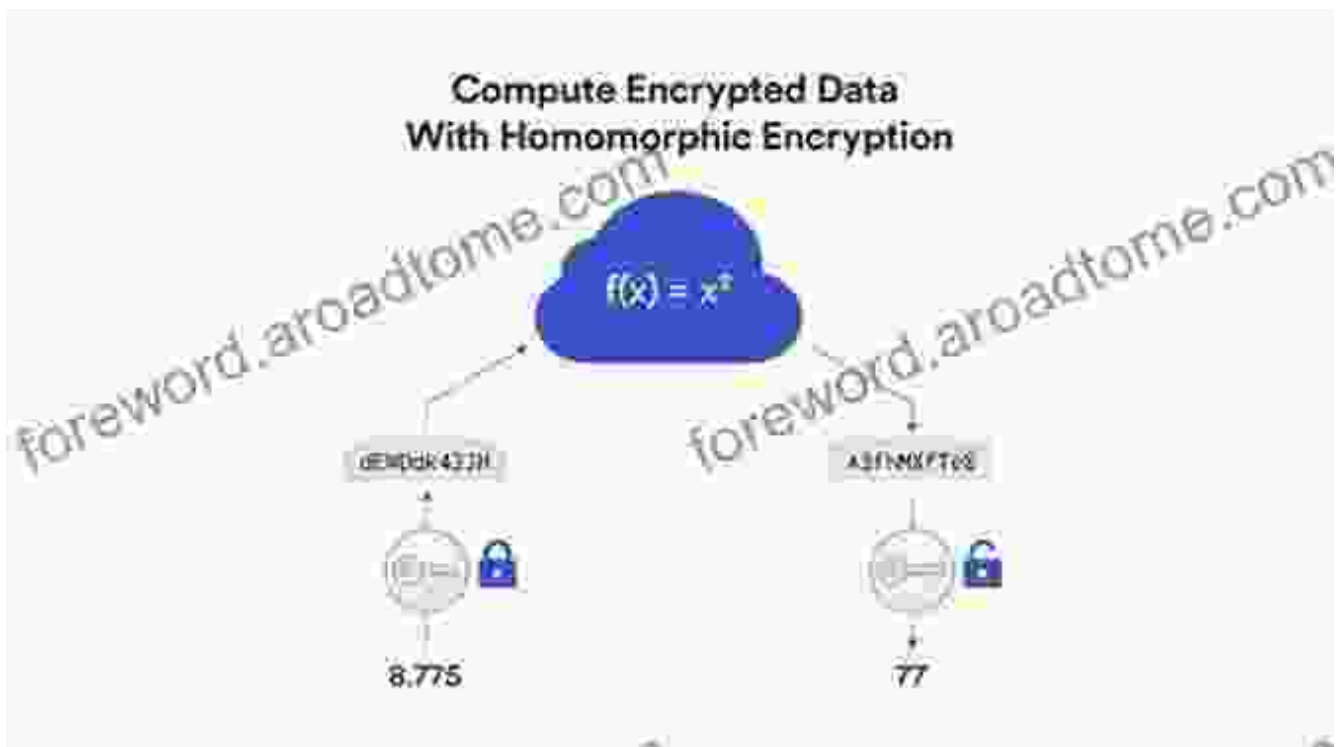 Compute Encrypted Data
With Homomorphic Encryption
foreword.aroadtome.com
foreword.aroadtome.com
f(x) = x²
8.775
77